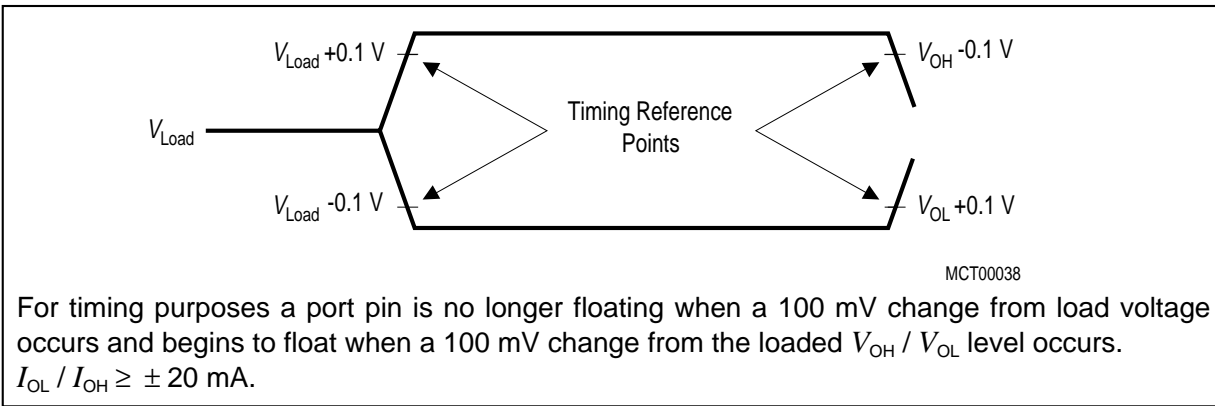 V_Load +0.1 V
V_OH -0.1 V
V_Load
Timing Reference
Points
V_Load -0.1 V
V_OL +0.1 V
MCT00038
For timing purposes a port pin is no longer floating when a 100 mV change from load voltage
occurs and begins to float when a 100 mV change from the loaded V_OH / V_OL level occurs.
I_OL / I_OH ≥ ± 20 mA.